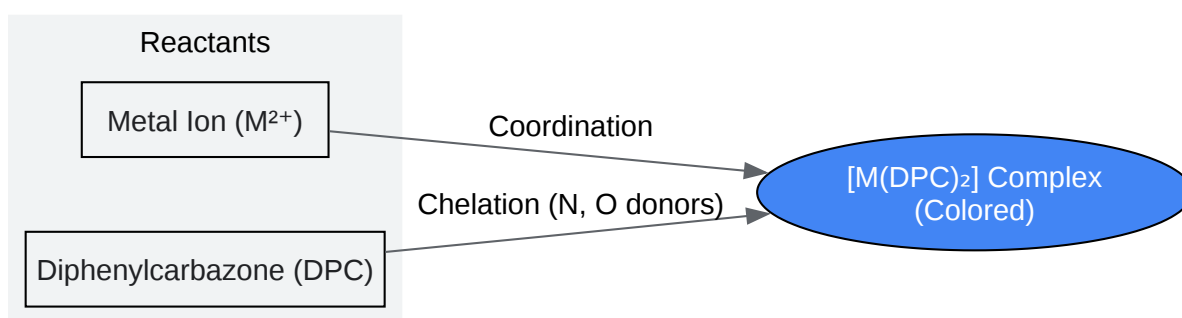 Reactants
Metal Ion (M²⁺)
Coordination
[M(DPC)₂] Complex
(Colored)
Chelation (N, O donors)
Diphenylcarbazone (DPC)